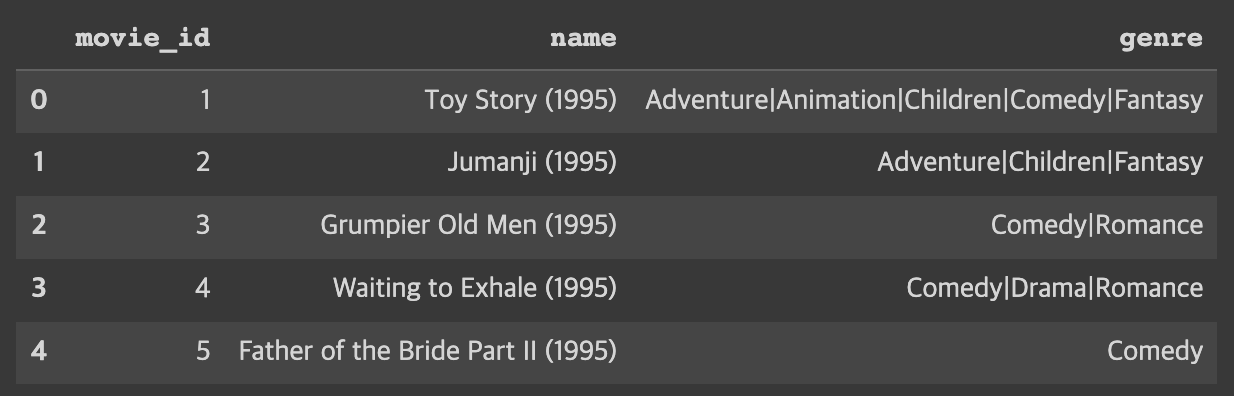 movie_id name genre
0 1 Toy Story (1995) Adventure|Animation|Children|Comedy|Fantasy
1 2 Jumanji (1995) Adventure|Children|Fantasy
2 3 Grumpier Old Men (1995) Comedy|Romance
3 4 Waiting to Exhale (1995) Comedy|Drama|Romance
4 5 Father of the Bride Part II (1995) Comedy